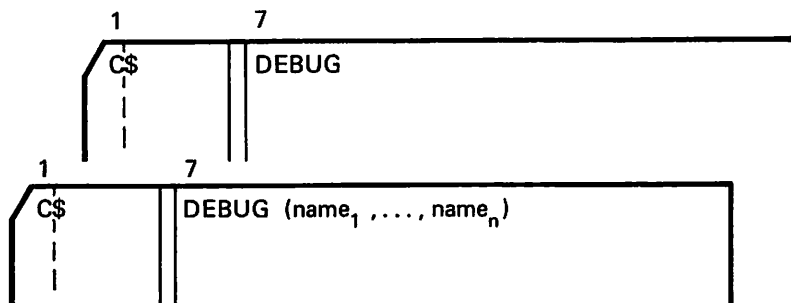 1 7
C$ DEBUG
1 7
C$ DEBUG (name1 ,..., namen)